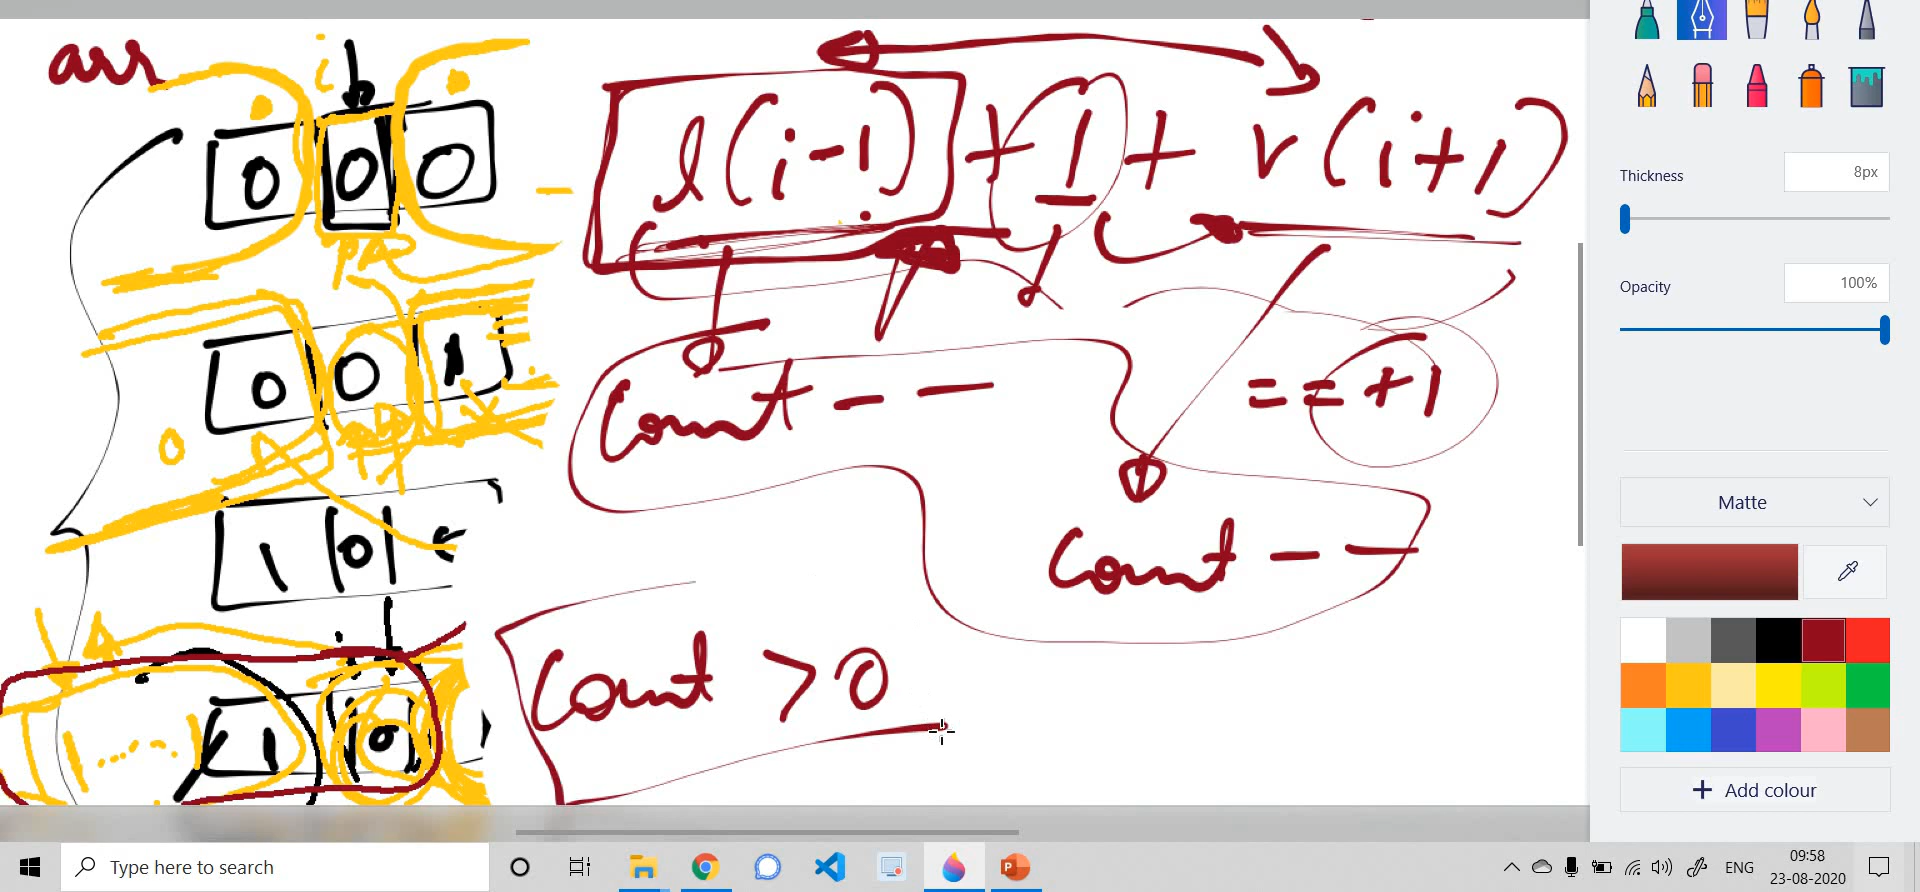 arr
i
0 0 0
l(i-1) + 1 + r(i+1)
0 0 1
0
Count -- == +1
1 0
Count --
1 0
Count > 0
Thickness
8px
Opacity
100%
Matte
+ Add colour
Type here to search
ENG
09:58
23-08-2020